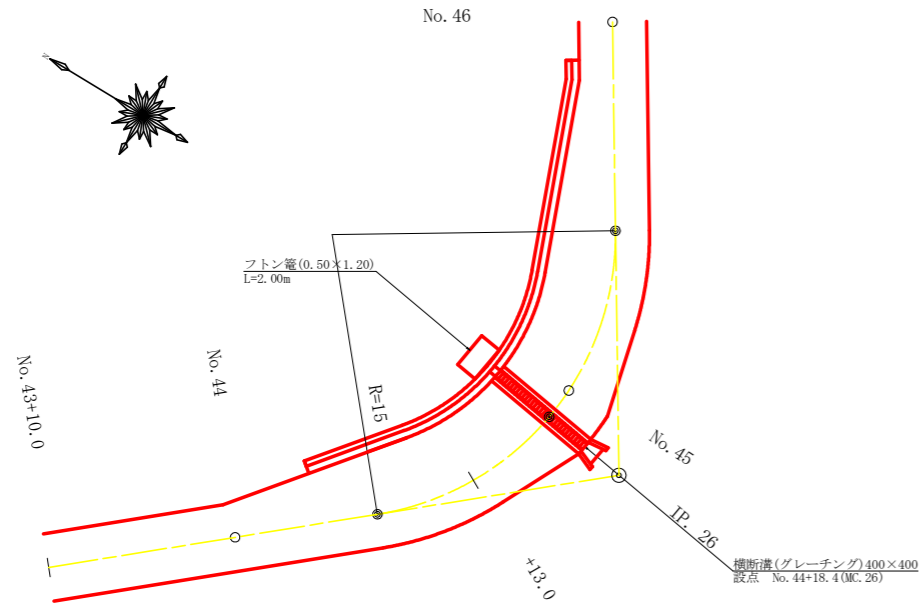 No. 46
フトン篭(0.50×1.20)
L=2.00m
No. 43+10.0
No. 44
R=15
No. 45
IP. 26
+13.0
横断溝(グレーチング)400×400
設点 No.44+18.4(MC.26)